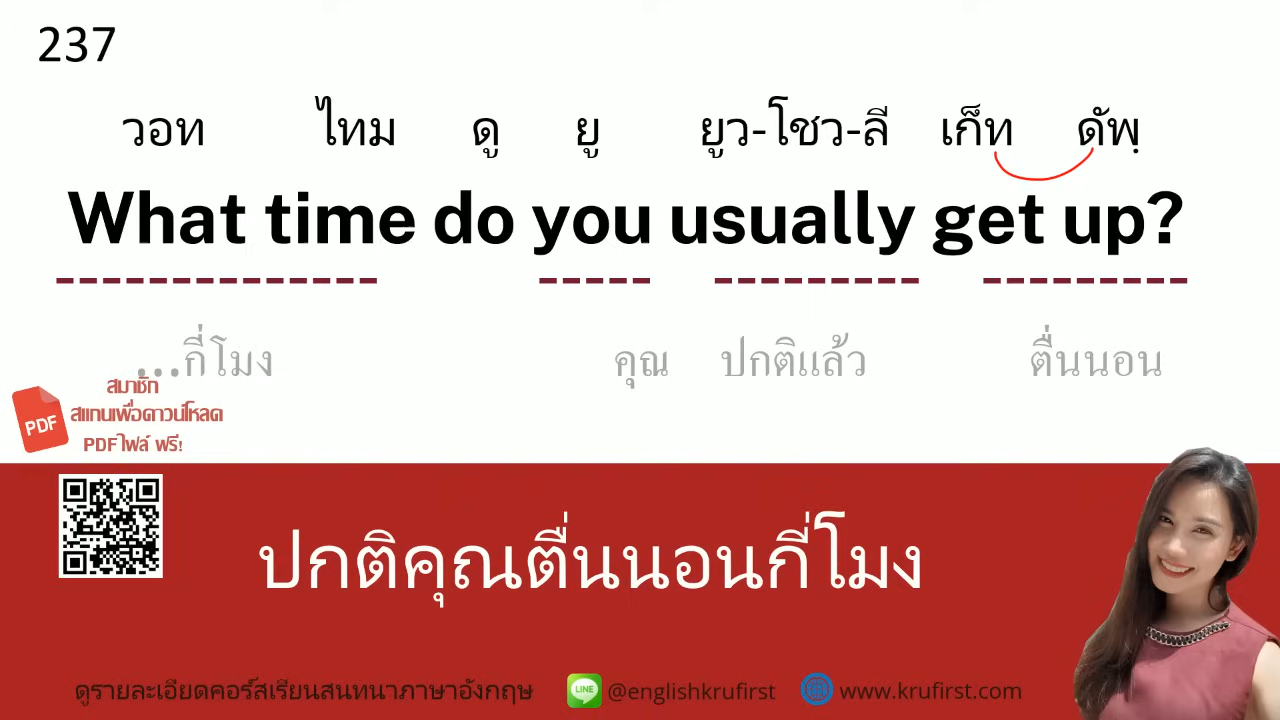 237
วอท ไทม ดู ยู ยูว-โชว-ลี เก็ท ดัพฺ
What time do you usually get up?
...กี่โมง คุณ ปกติแล้ว ตื่นนอน
สมาชิก
สแกนเพื่อดาวน์โหลด
PDF ไฟล์ ฟรี!
PDF
ปกติคุณตื่นนอนกี่โมง
ดูรายละเอียดคอร์สเรียนสนทนาภาษาอังกฤษ LINE @englishkrufirst www.krufirst.com